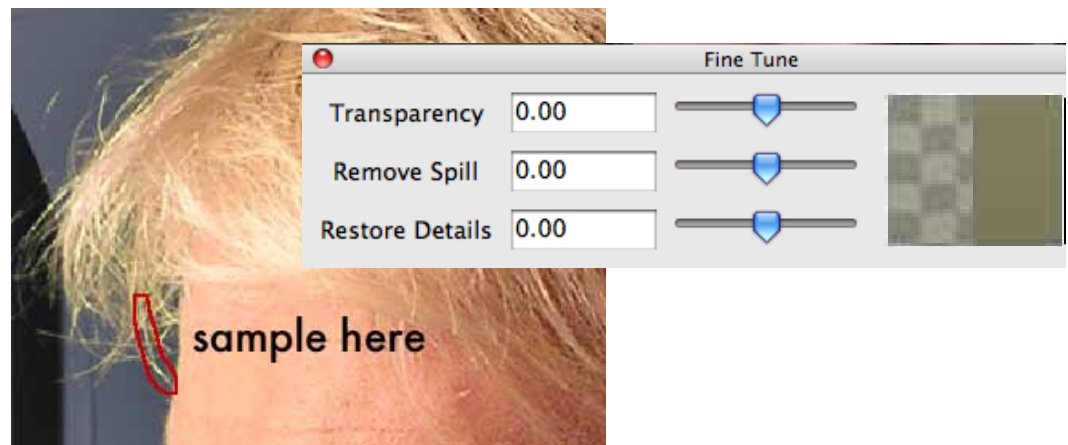 Fine Tune
Transparency 0.00
Remove Spill 0.00
Restore Details 0.00
sample here